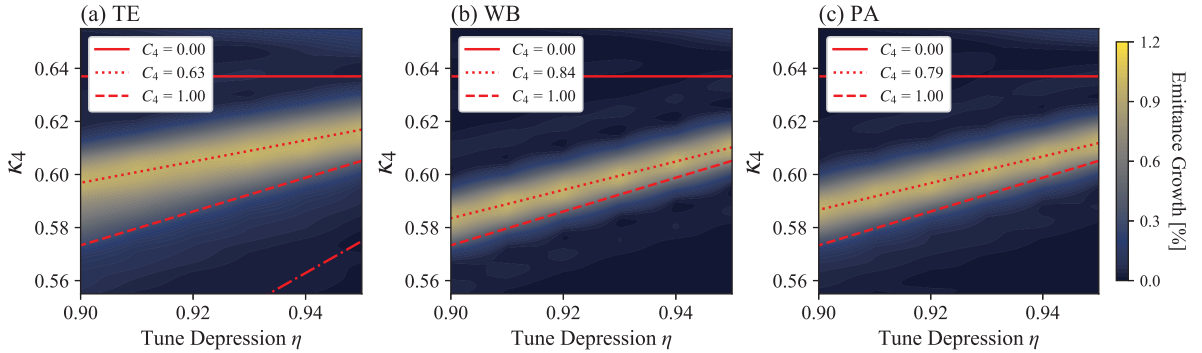 (a) TE
(b) WB
(c) PA
κ4
0.64
0.62
0.60
0.58
0.56
C4 = 0.00
C4 = 0.63
C4 = 1.00
0.90
0.92
0.94
Tune Depression η
κ4
0.64
0.62
0.60
0.58
0.56
C4 = 0.00
C4 = 0.84
C4 = 1.00
0.90
0.92
0.94
Tune Depression η
κ4
0.64
0.62
0.60
0.58
0.56
C4 = 0.00
C4 = 0.79
C4 = 1.00
0.90
0.92
0.94
Tune Depression η
1.2
0.9
0.6
0.3
0.0
Emittance Growth [%]